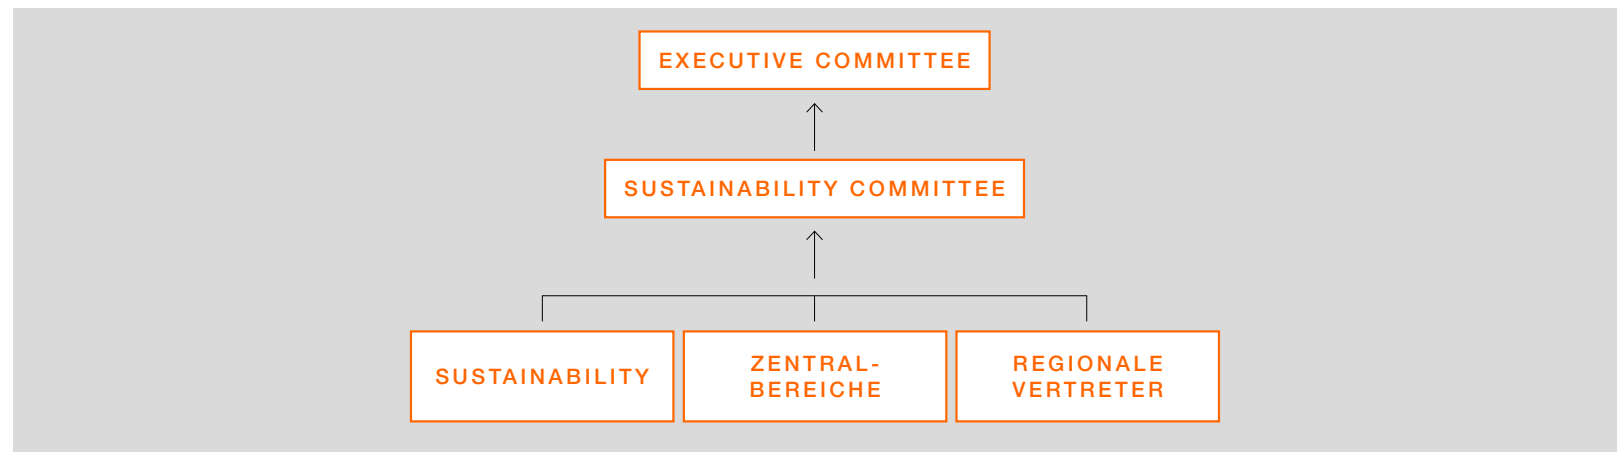 EXECUTIVE COMMITTEE
SUSTAINABILITY COMMITTEE
SUSTAINABILITY
ZENTRAL-
BEREICHE
REGIONALE
VERTRETER